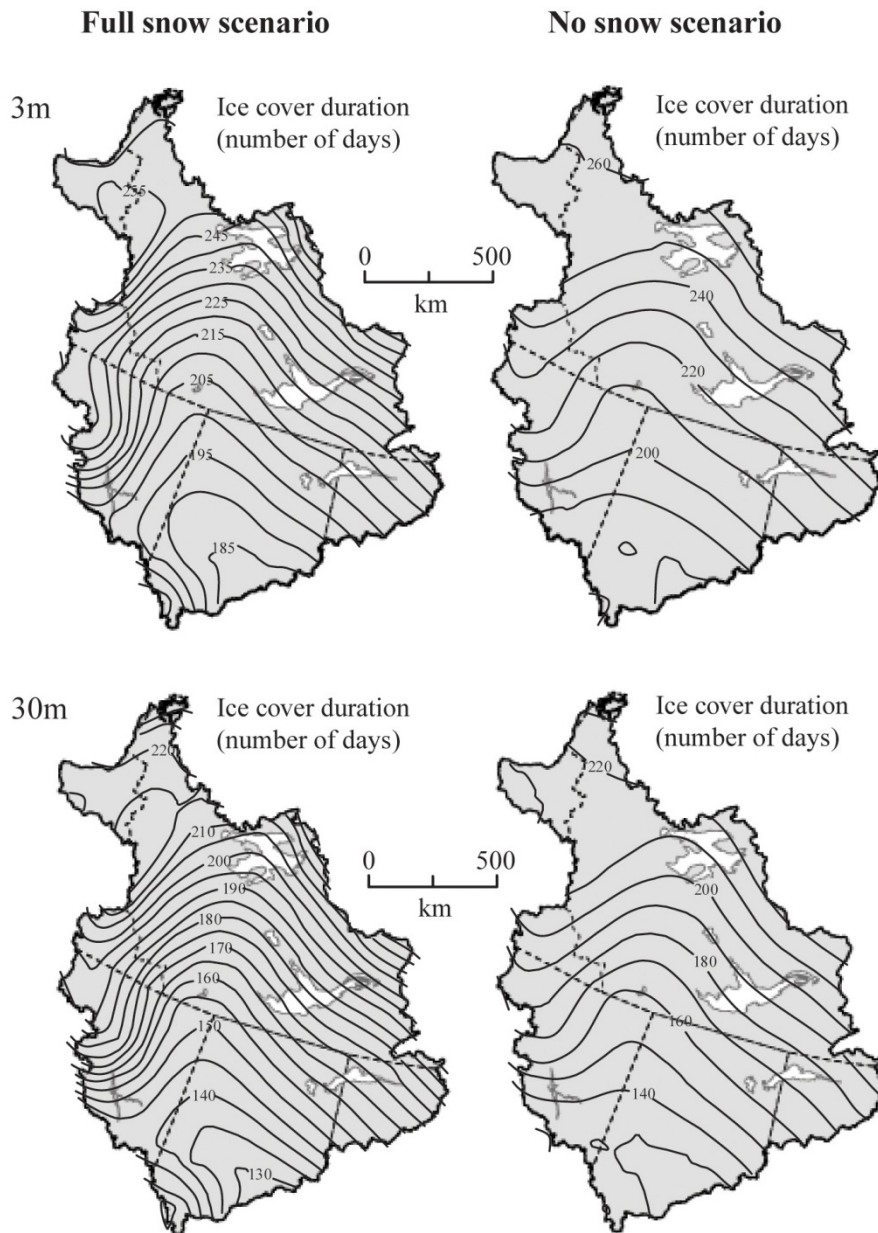 Full snow scenario
No snow scenario
3m
Ice cover duration
(number of days)
Ice cover duration
(number of days)
260
255
245
235
225
215
205
195
185
0 500
km
240
220
200
30m
Ice cover duration
(number of days)
Ice cover duration
(number of days)
220
210
200
190
180
170
160
150
140
130
0 500
km
220
200
180
160
140